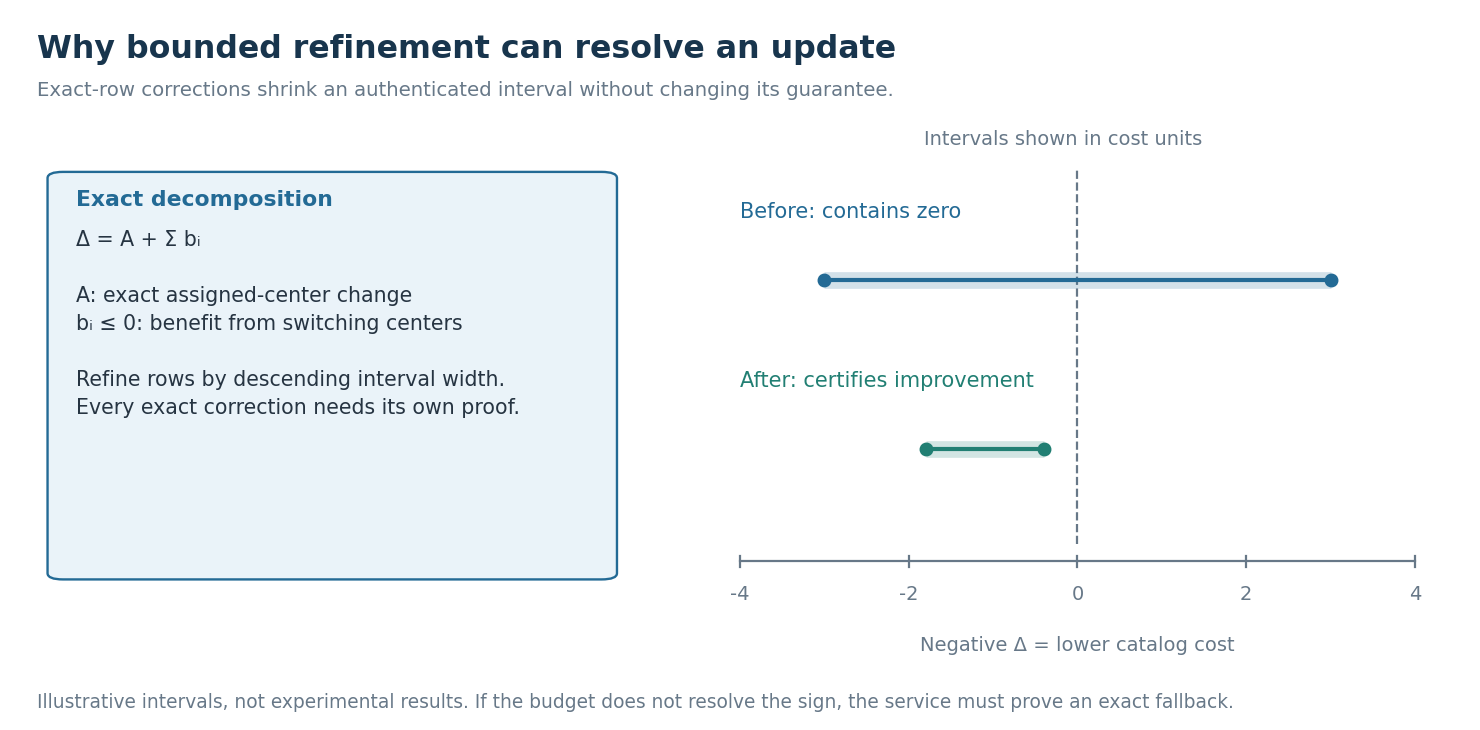 Why bounded refinement can resolve an update
Exact-row corrections shrink an authenticated interval without changing its guarantee.
Exact decomposition
Δ = A + Σ bᵢ
A: exact assigned-center change
bᵢ ≤ 0: benefit from switching centers
Refine rows by descending interval width.
Every exact correction needs its own proof.
Intervals shown in cost units
Before: contains zero
After: certifies improvement
-4 -2 0 2 4
Negative Δ = lower catalog cost
Illustrative intervals, not experimental results. If the budget does not resolve the sign, the service must prove an exact fallback.